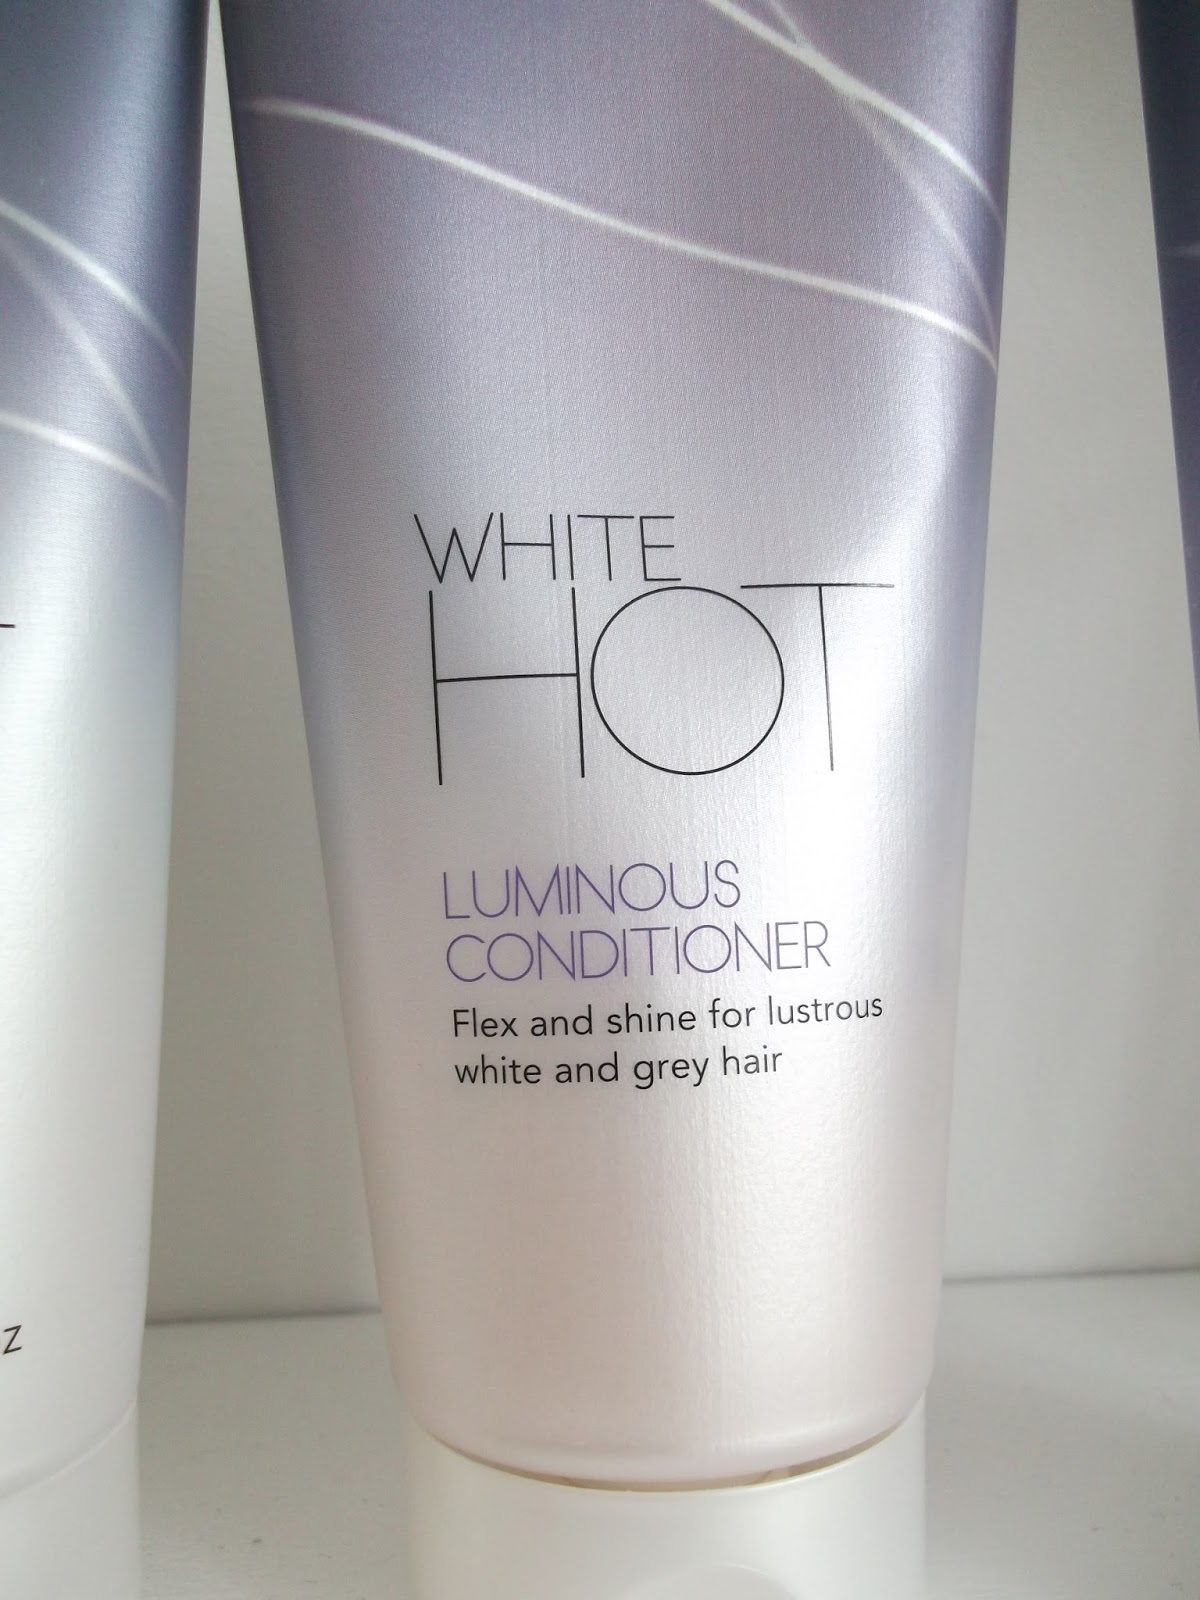 WHITE
HOT
LUMINOUS
CONDITIONER
Flex and shine for lustrous
white and grey hair